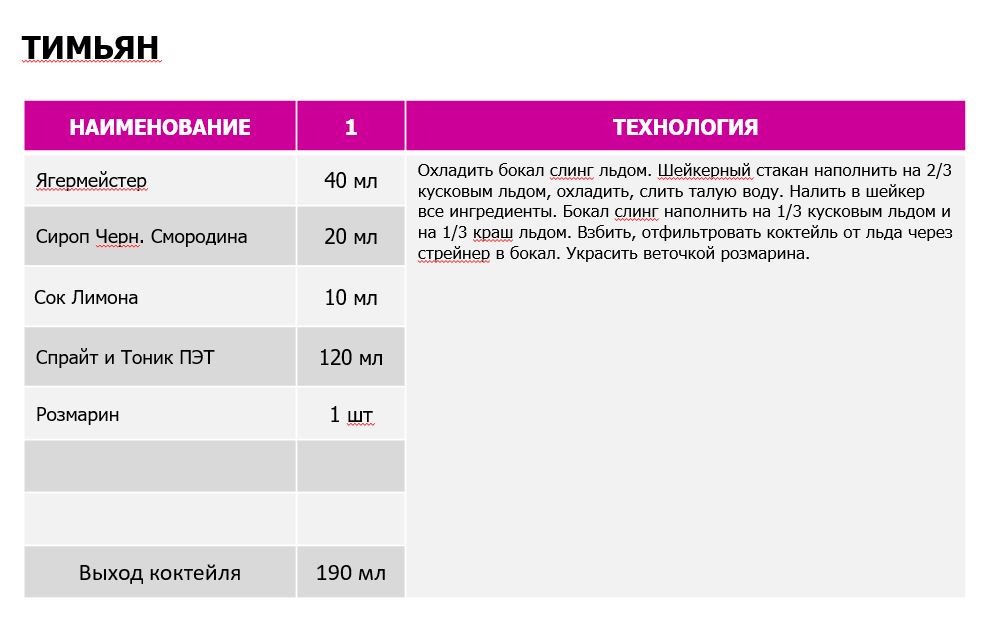 ТИМЬЯН
НАИМЕНОВАНИЕ 1 ТЕХНОЛОГИЯ
Ягермейстер 40 мл
Сироп Черн. Смородина 20 мл
Сок Лимона 10 мл
Спрайт и Тоник ПЭТ 120 мл
Розмарин 1 шт
Выход коктейля 190 мл
Охладить бокал слинг льдом. Шейкерный стакан наполнить на 2/3
кусковым льдом, охладить, слить талую воду. Налить в шейкер
все ингредиенты. Бокал слинг наполнить на 1/3 кусковым льдом и
на 1/3 краш льдом. Взбить, отфильтровать коктейль от льда через
стрейнер в бокал. Украсить веточкой розмарина.